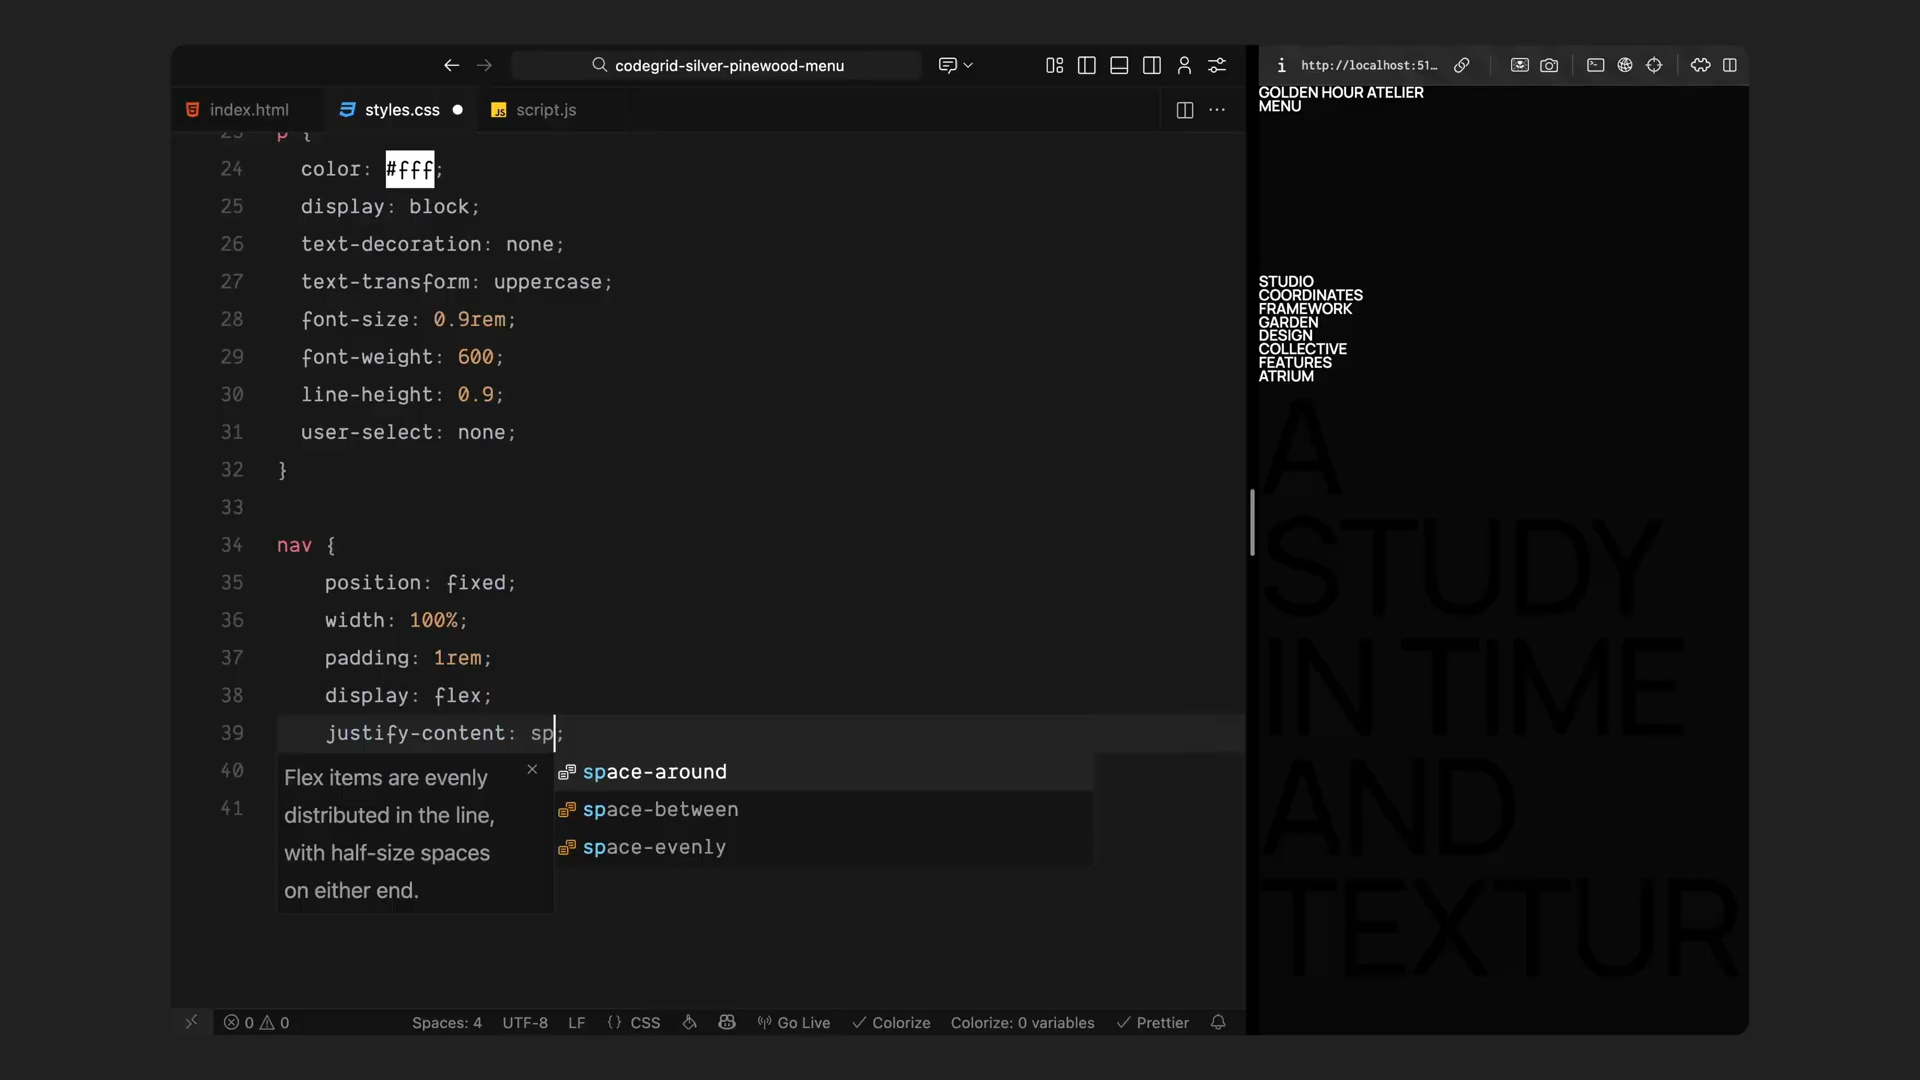 codegrid-silver-pinewood-menu
http://localhost:51…
index.html
styles.css
JS script.js
GOLDEN HOUR ATELIER
MENU
23 p {
24 color: #fff;
25 display: block;
26 text-decoration: none;
27 text-transform: uppercase;
28 font-size: 0.9rem;
29 font-weight: 600;
30 line-height: 0.9;
31 user-select: none;
32 }
33
34 nav {
35 position: fixed;
36 width: 100%;
37 padding: 1rem;
38 display: flex;
39 justify-content: sp;
40
41
Flex items are evenly
distributed in the line,
with half-size spaces
on either end.
space-around
space-between
space-evenly
STUDIO
COORDINATES
FRAMEWORK
GARDEN
DESIGN
COLLECTIVE
FEATURES
ATRIUM
A
STUDY
IN TIME
AND
TEXTUR
0 0
Spaces: 4
UTF-8
LF
{} CSS
Go Live
Colorize
Colorize: 0 variables
Prettier